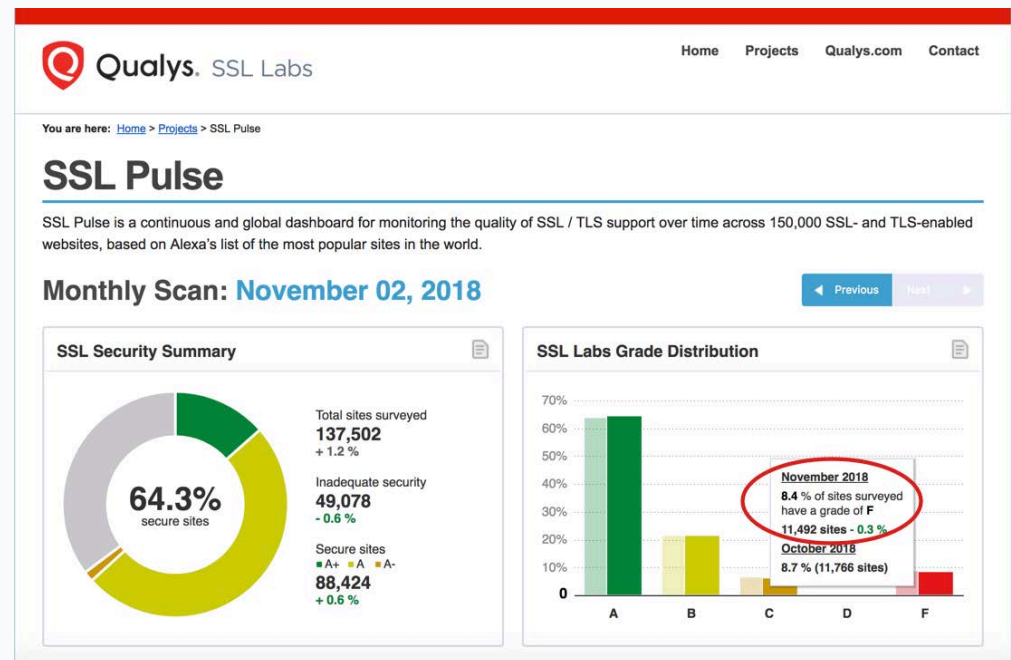 Qualys. SSL Labs
Home Projects Qualys.com Contact
You are here: Home > Projects > SSL Pulse
SSL Pulse
SSL Pulse is a continuous and global dashboard for monitoring the quality of SSL / TLS support over time across 150,000 SSL- and TLS-enabled
websites, based on Alexa's list of the most popular sites in the world.
Monthly Scan: November 02, 2018
Previous
Next
SSL Security Summary
64.3%
secure sites
Total sites surveyed
137,502
+ 1.2 %
Inadequate security
49,078
- 0.6 %
Secure sites
A+ A A-
88,424
+ 0.6 %
SSL Labs Grade Distribution
70%
60%
50%
40%
30%
20%
10%
0
November 2018
8.4 % of sites surveyed
have a grade of F
11,492 sites - 0.3 %
October 2018
8.7 % (11,766 sites)
A B C D F